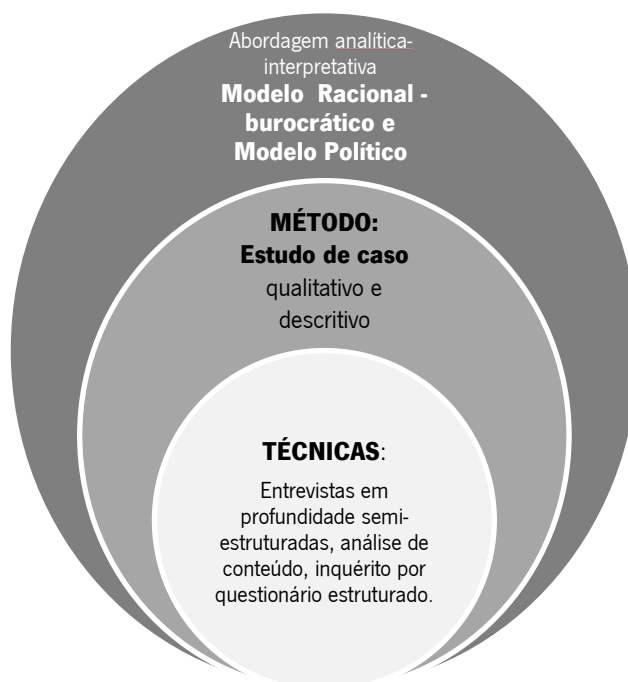 Abordagem analítica-
interpretativa
Modelo Racional -
burocrático e
Modelo Político
MÉTODO:
Estudo de caso
qualitativo e
descritivo
TÉCNICAS:
Entrevistas em
profundidade semi-
estruturadas, análise de
conteúdo, inquérito por
questionário estruturado.